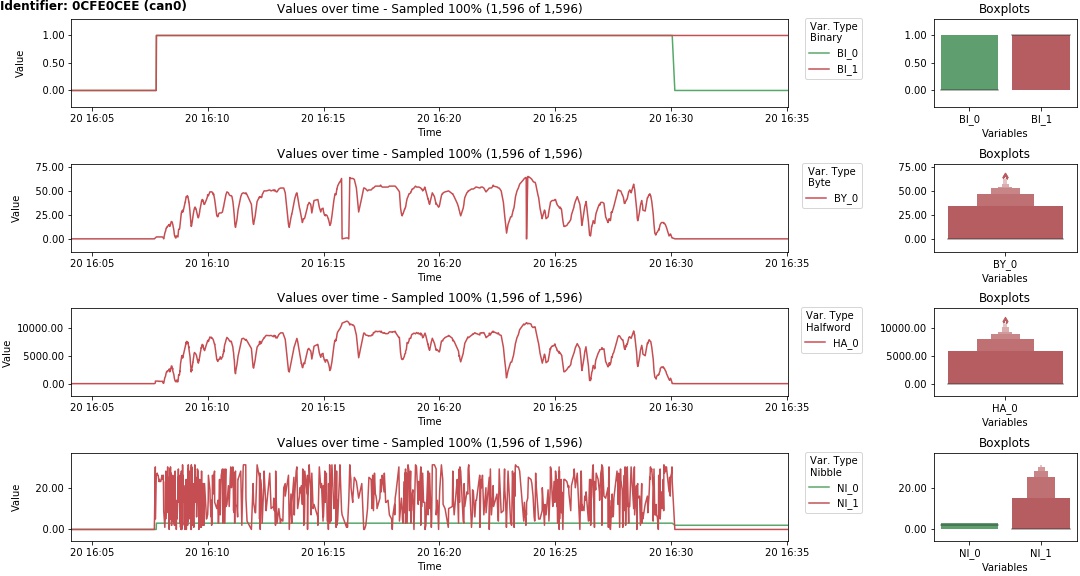 Identifier: 0CFE0CEE (can0)
Values over time - Sampled 100% (1,596 of 1,596)
Boxplots
Value
1.00
0.50
0.00
20 16:05 20 16:10 20 16:15 20 16:20 20 16:25 20 16:30 20 16:35
Time
Var. Type
Binary
BI_0
BI_1
1.00
0.50
0.00
BI_0 BI_1
Variables
Values over time - Sampled 100% (1,596 of 1,596)
Boxplots
Value
75.00
50.00
25.00
0.00
20 16:05 20 16:10 20 16:15 20 16:20 20 16:25 20 16:30 20 16:35
Time
Var. Type
Byte
BY_0
75.00
50.00
25.00
0.00
BY_0
Variables
Values over time - Sampled 100% (1,596 of 1,596)
Boxplots
Value
10000.00
5000.00
0.00
20 16:05 20 16:10 20 16:15 20 16:20 20 16:25 20 16:30 20 16:35
Time
Var. Type
Halfword
HA_0
10000.00
5000.00
0.00
HA_0
Variables
Values over time - Sampled 100% (1,596 of 1,596)
Boxplots
Value
20.00
0.00
20 16:05 20 16:10 20 16:15 20 16:20 20 16:25 20 16:30 20 16:35
Time
Var. Type
Nibble
NI_0
NI_1
20.00
0.00
NI_0 NI_1
Variables